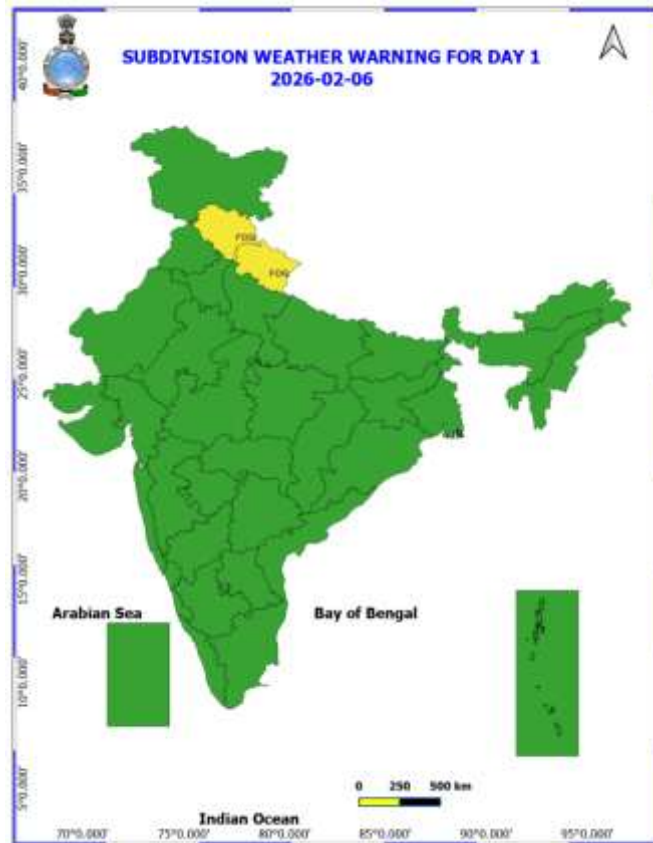 SUBDIVISION WEATHER WARNING FOR DAY 1
2026-02-06
40°0.000'
35°0.000'
30°0.000'
25°0.000'
20°0.000'
15°0.000'
10°0.000'
5°0.000'
FOG
FOG
Arabian Sea
Bay of Bengal
0 250 500 km
Indian Ocean
70°0.000' 75°0.000' 80°0.000' 85°0.000' 90°0.000' 95°0.000'